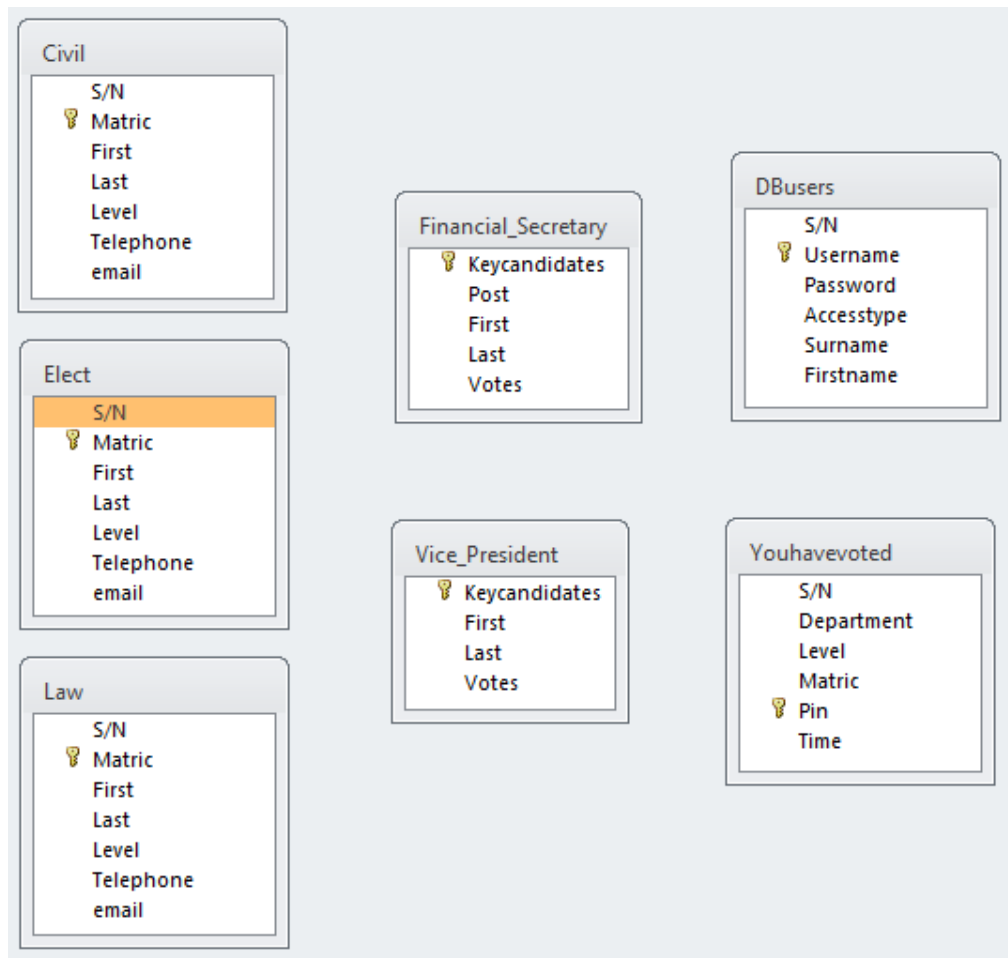 Civil
S/N
Matric
First
Last
Level
Telephone
email
Elect
S/N
Matric
First
Last
Level
Telephone
email
Law
S/N
Matric
First
Last
Level
Telephone
email
Financial_Secretary
Keycandidates
Post
First
Last
Votes
Vice_President
Keycandidates
First
Last
Votes
DBusers
S/N
Username
Password
Accesstype
Surname
Firstname
Youhavevoted
S/N
Department
Level
Matric
Pin
Time